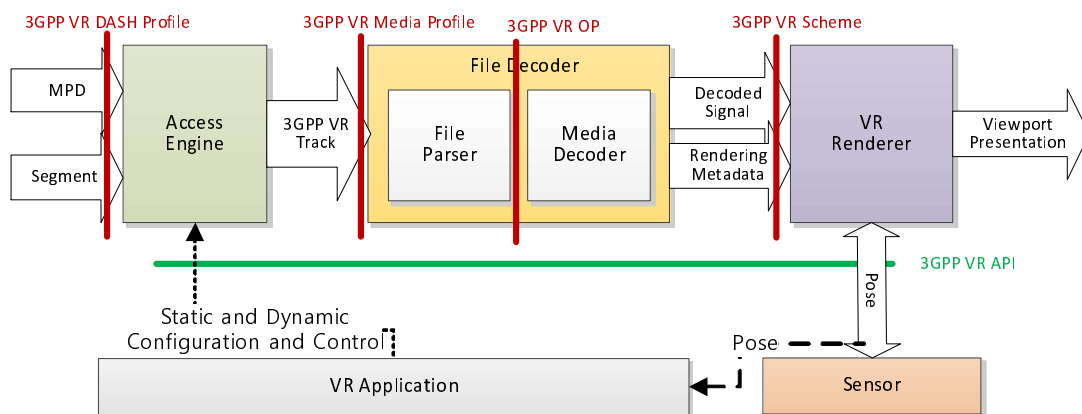 3GPP VR DASH Profile
3GPP VR Media Profile
3GPP VR OP
3GPP VR Scheme
MPD
Segment
Access
Engine
3GPP VR
Track
File Decoder
File
Parser
Media
Decoder
Decoded
Signal
Rendering
Metadata
VR
Renderer
Viewport
Presentation
3GPP VR API
Pose
Static and Dynamic
Configuration and Control
Pose
VR Application
Sensor